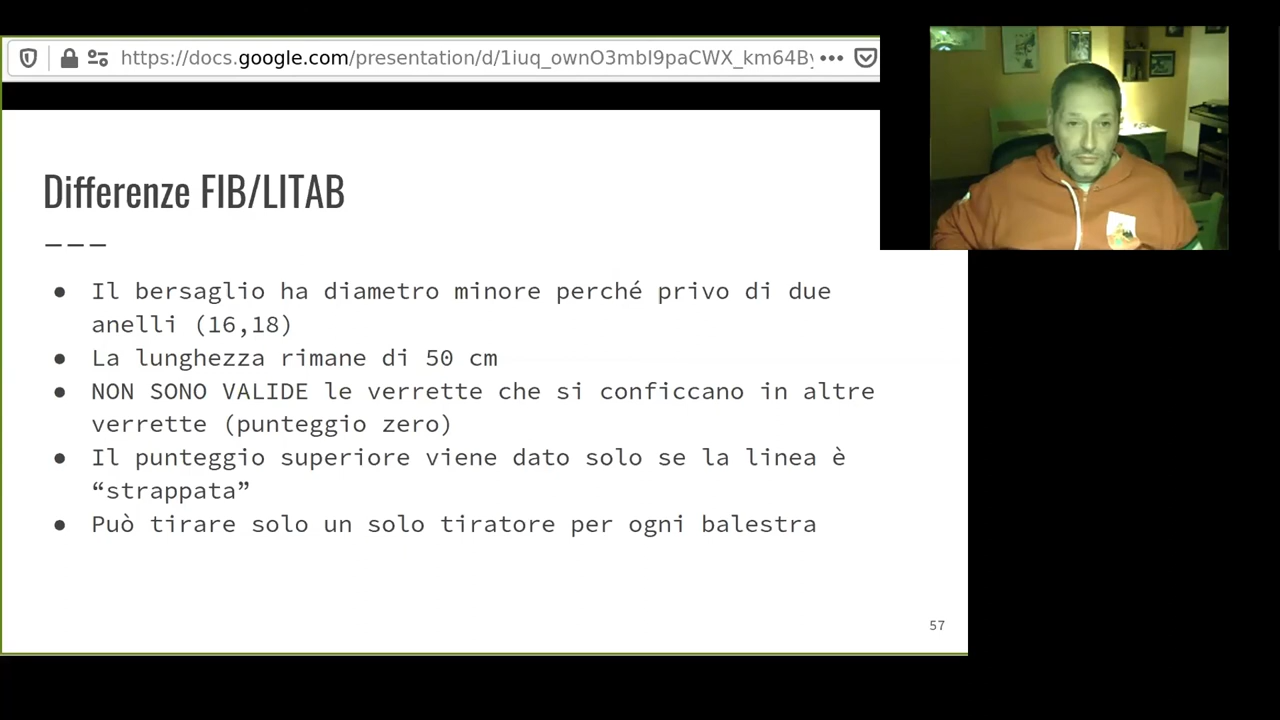 https://docs.google.com/presentation/d/1iuq_ownO3mbl9paCWX_km64By
Differenze FIB/LITAB
Il bersaglio ha diametro minore perché privo di due
anelli (16,18)
La lunghezza rimane di 50 cm
NON SONO VALIDE le verrette che si conficcano in altre
verrette (punteggio zero)
Il punteggio superiore viene dato solo se la linea è
“strappata”
Può tirare solo un solo tiratore per ogni balestra
57